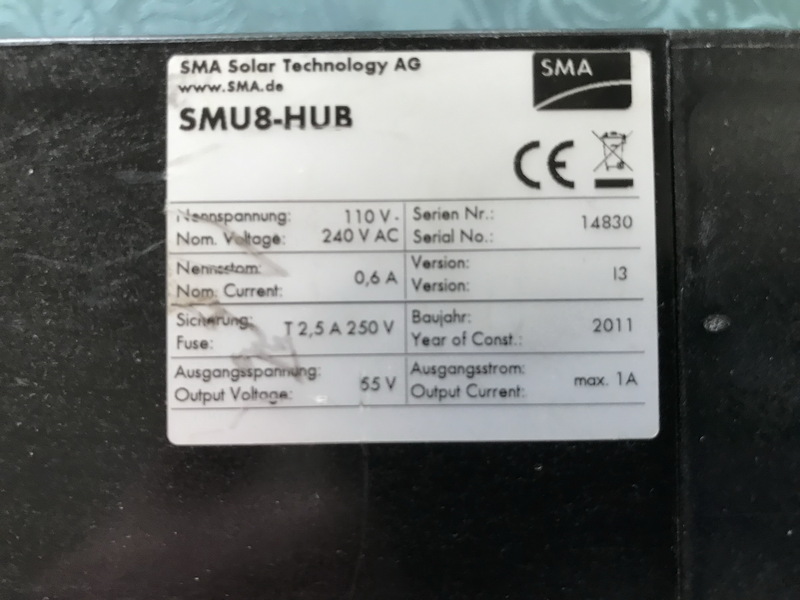 SMA Solar Technology AG
www.SMA.de
SMA
SMU8-HUB
CE
Nennspannung: 110 V - Serien Nr.: 14830
Nom. Voltage: 240 V AC Serial No.:
Nennstom: 0,6 A Version: I3
Nom. Current: Version:
Sicherung: T 2,5 A 250 V Baujahr: 2011
Fuse: Year of Const.:
Ausgangsspannung: 55 V Ausgangsstrom: max. 1A
Output Voltage: Output Current: